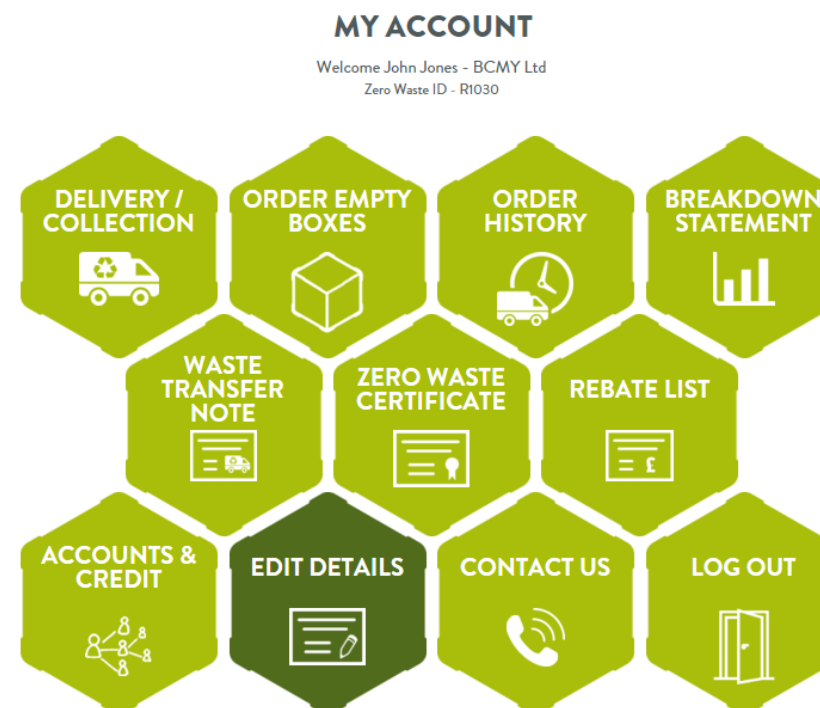 MY ACCOUNT
Welcome John Jones - BCMY Ltd
Zero Waste ID - R1030
DELIVERY /
COLLECTION
ORDER EMPTY
BOXES
ORDER
HISTORY
BREAKDOWN
STATEMENT
WASTE
TRANSFER
NOTE
ZERO WASTE
CERTIFICATE
REBATE LIST
£
ACCOUNTS &
CREDIT
EDIT DETAILS
CONTACT US
LOG OUT